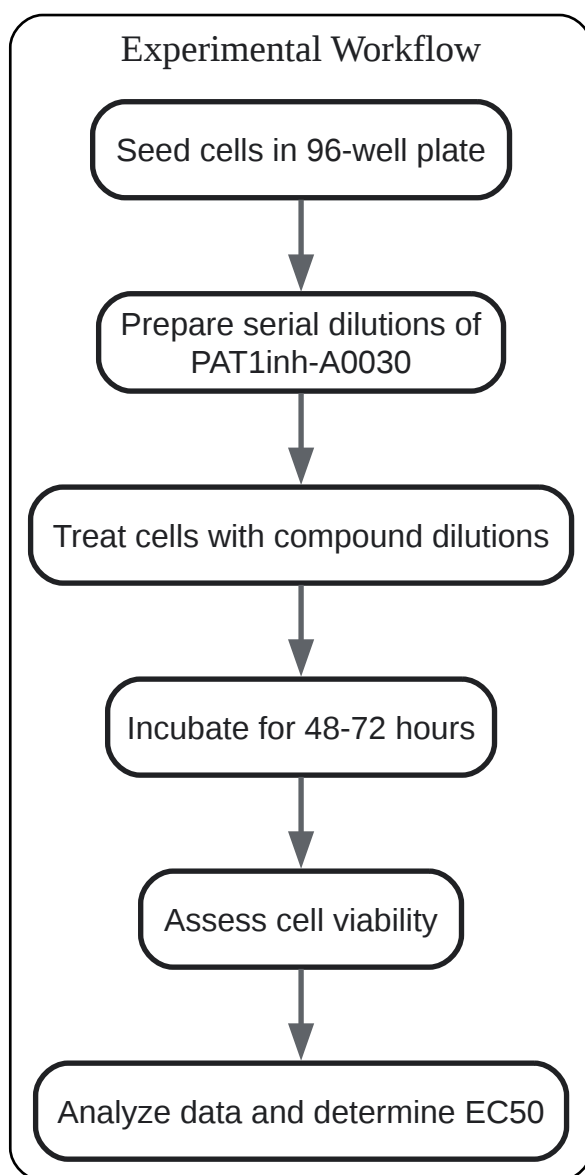 Experimental Workflow
Seed cells in 96-well plate
Prepare serial dilutions of
PAT1inh-A0030
Treat cells with compound dilutions
Incubate for 48-72 hours
Assess cell viability
Analyze data and determine EC50